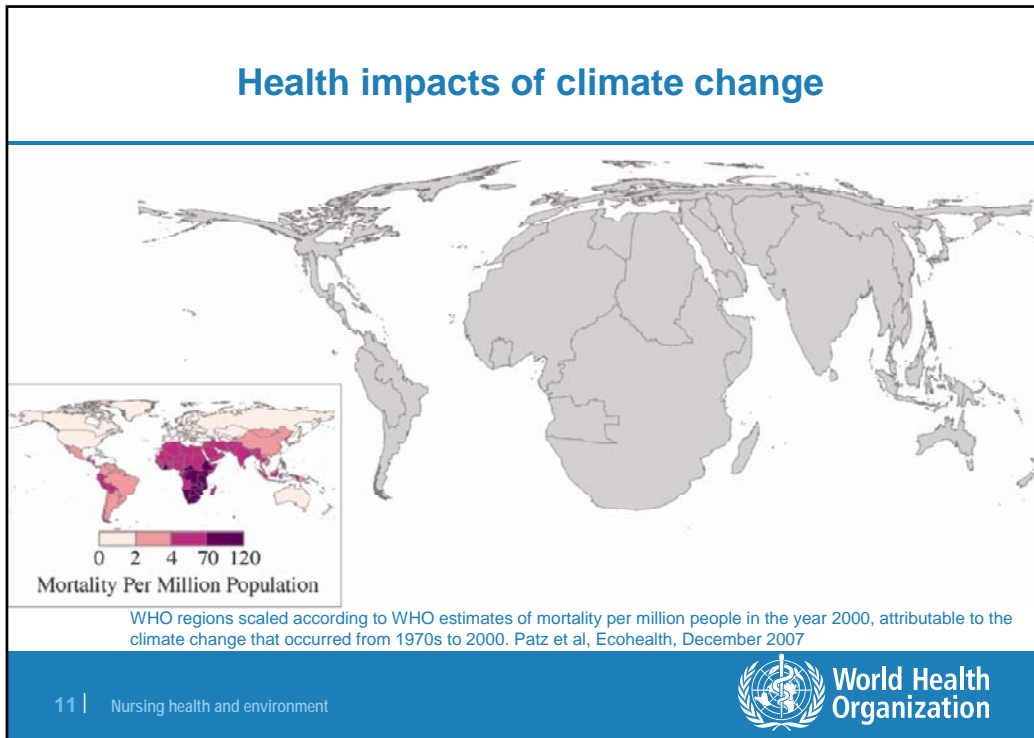 Health impacts of climate change
0 2 4 70 120
Mortality Per Million Population
WHO regions scaled according to WHO estimates of mortality per million people in the year 2000, attributable to the
climate change that occurred from 1970s to 2000. Patz et al, Ecohealth, December 2007
11 | Nursing health and environment
World Health
Organization